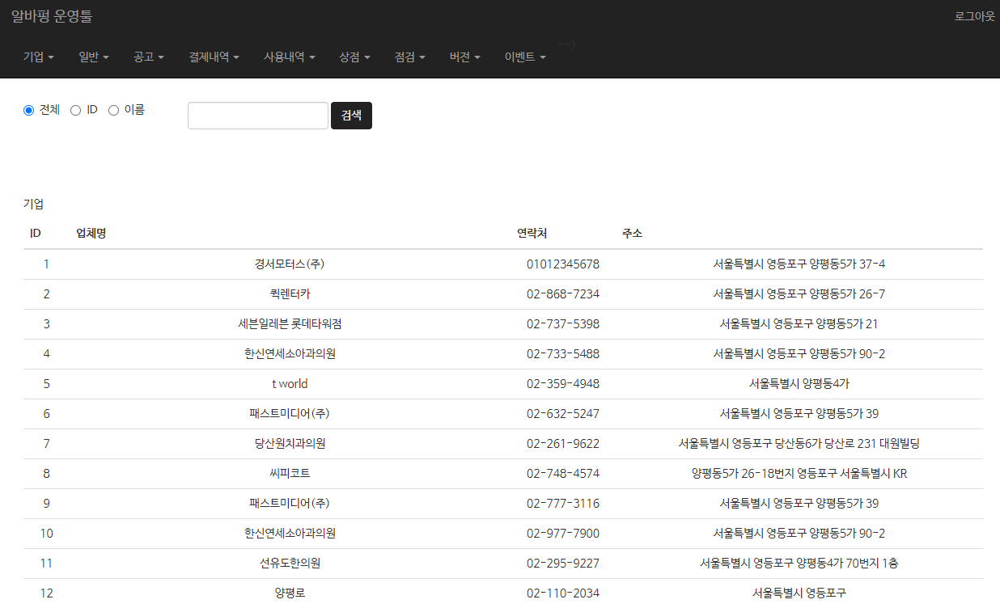 알바펑 운영툴 로그아웃
기업 일반 공고 결제내역 사용내역 상점 점검 버전 이벤트 -->
전체 ID 이름 검색
기업
ID 업체명 연락처 주소
1 경서모터스(주) 01012345678 서울특별시 영등포구 양평동5가 37-4
2 퀵렌터카 02-868-7234 서울특별시 영등포구 양평동5가 26-7
3 세븐일레븐 롯데타워점 02-737-5398 서울특별시 영등포구 양평동5가 21
4 한신연세소아과의원 02-733-5488 서울특별시 영등포구 양평동5가 90-2
5 t world 02-359-4948 서울특별시 양평동4가
6 패스트미디어(주) 02-632-5247 서울특별시 영등포구 양평동5가 39
7 당산원치과의원 02-261-9622 서울특별시 영등포구 당산동6가 당산로 231 대원빌딩
8 씨피코트 02-748-4574 양평동5가 26-18번지 영등포구 서울특별시 KR
9 패스트미디어(주) 02-777-3116 서울특별시 영등포구 양평동5가 39
10 한신연세소아과의원 02-977-7900 서울특별시 영등포구 양평동5가 90-2
11 선유도한의원 02-295-9227 서울특별시 영등포구 양평동4가 70번지 1층
12 양평로 02-110-2034 서울특별시 영등포구